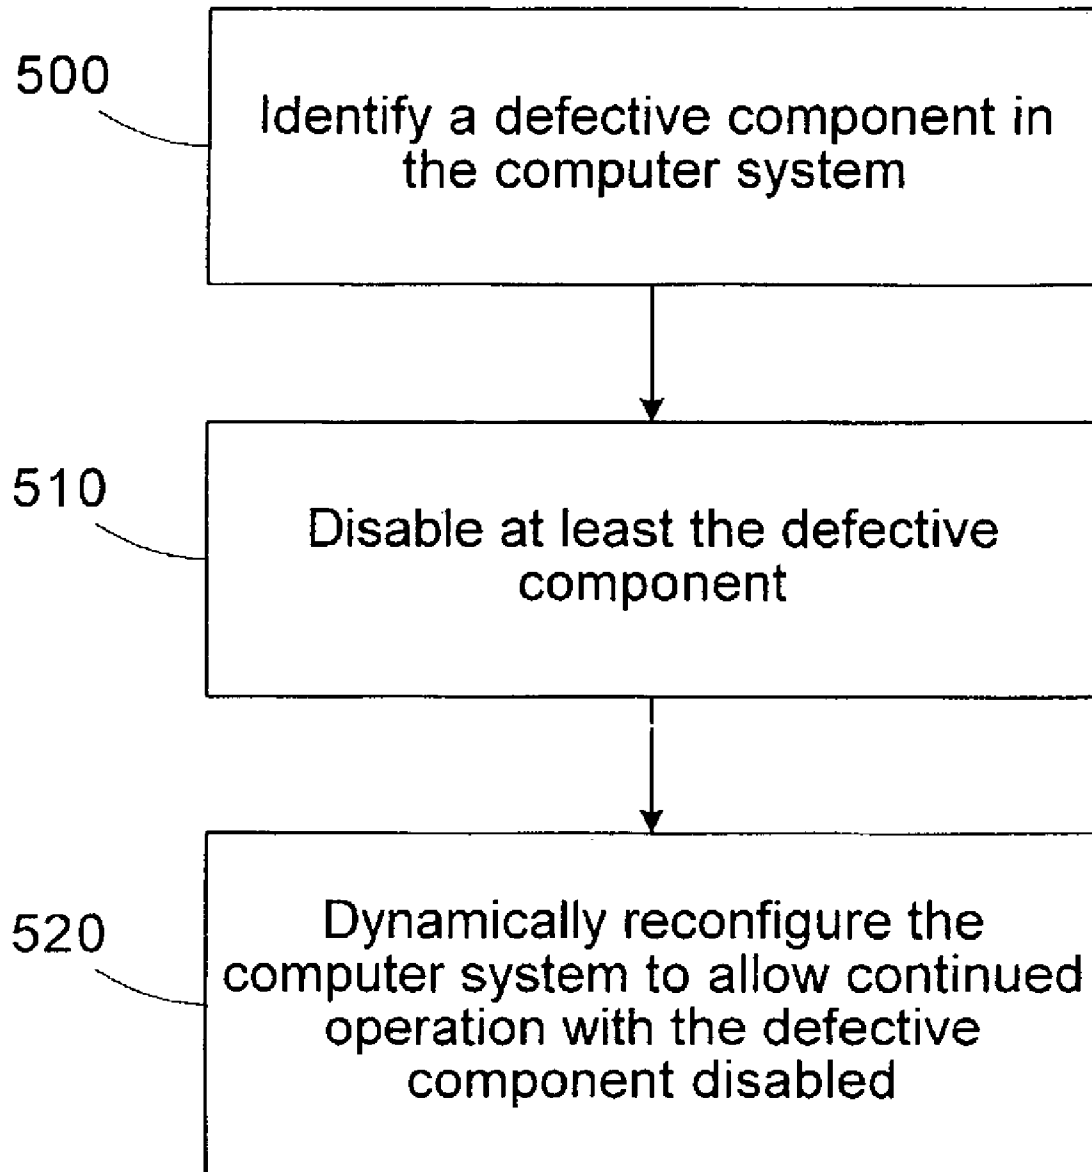 500
Identify a defective component in
the computer system
510
Disable at least the defective
component
520
Dynamically reconfigure the
computer system to allow continued
operation with the defective
component disabled